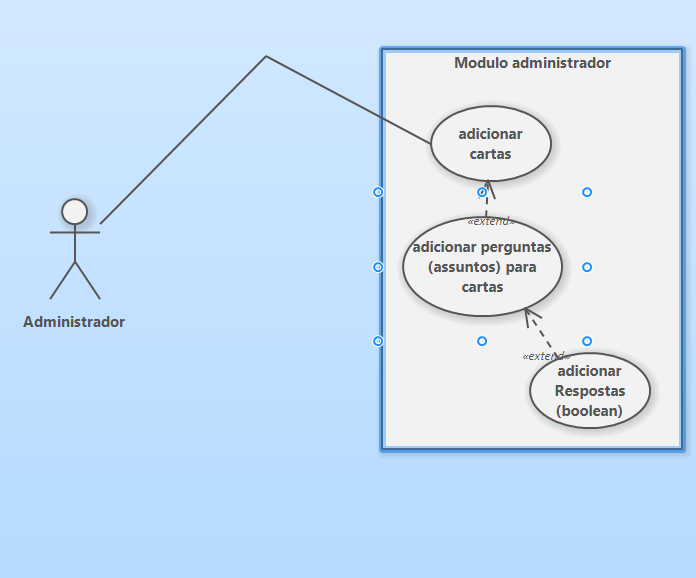 Modulo administrador
adicionar
cartas
«extend»
adicionar perguntas
(assuntos) para
cartas
Administrador
«extend»
adicionar
Respostas
(boolean)